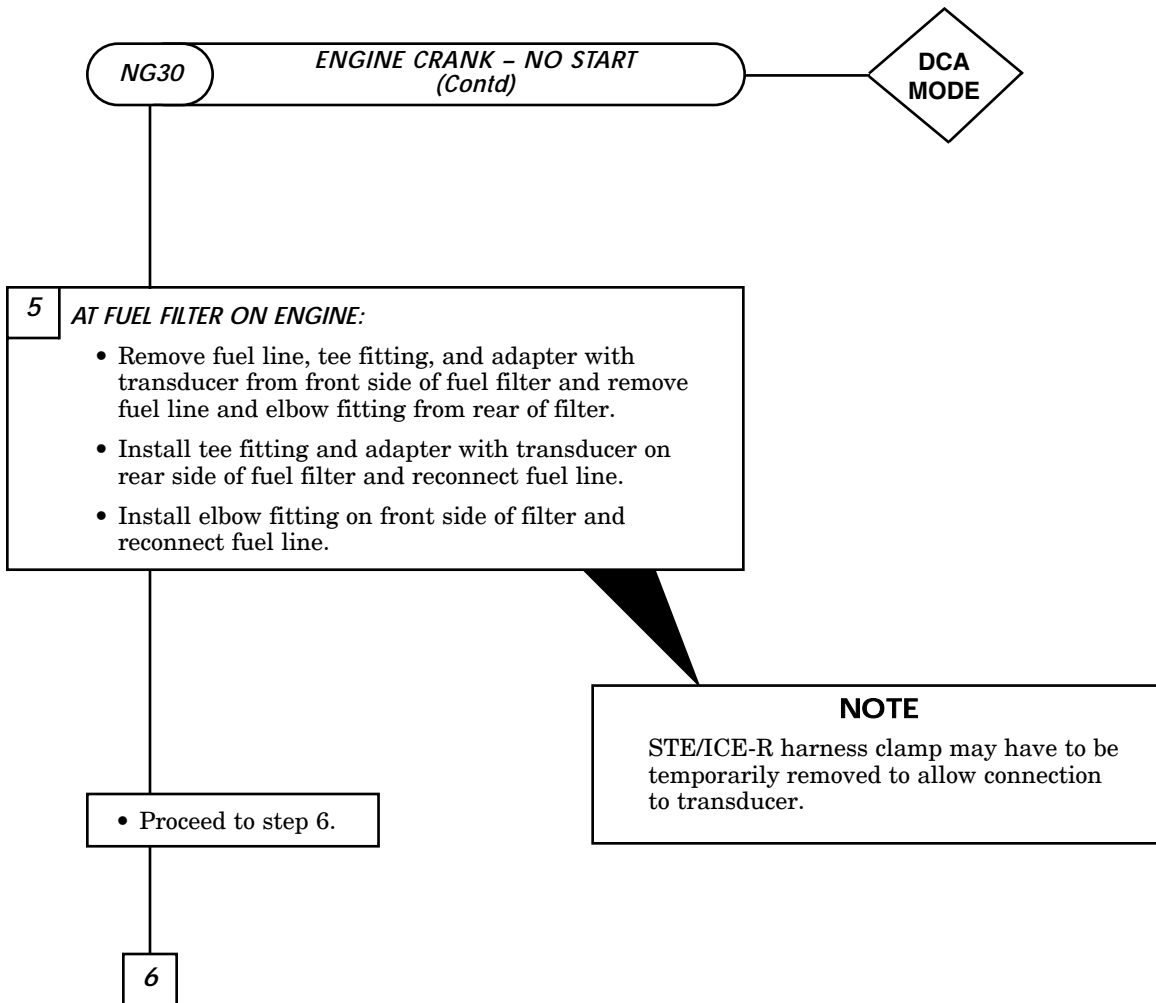 NG30
ENGINE CRANK – NO START
(Contd)
DCA
MODE
5
AT FUEL FILTER ON ENGINE:
• Remove fuel line, tee fitting, and adapter with
transducer from front side of fuel filter and remove
fuel line and elbow fitting from rear of filter.
• Install tee fitting and adapter with transducer on
rear side of fuel filter and reconnect fuel line.
• Install elbow fitting on front side of filter and
reconnect fuel line.
NOTE
STE/ICE-R harness clamp may have to be
temporarily removed to allow connection
to transducer.
• Proceed to step 6.
6